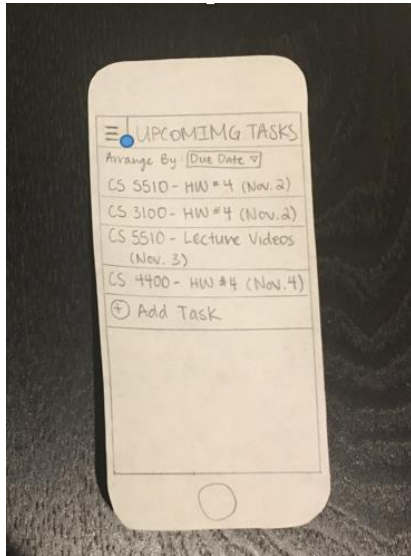 UPCOMIMG TASKS
Arrange By: Due Date
CS 5510 - HW #4 (Nov. 2)
CS 3100 - HW #4 (Nov. 2)
CS 5510 - Lecture Videos
(Nov. 3)
CS 4400 - HW #4 (Nov. 4)
+ Add Task